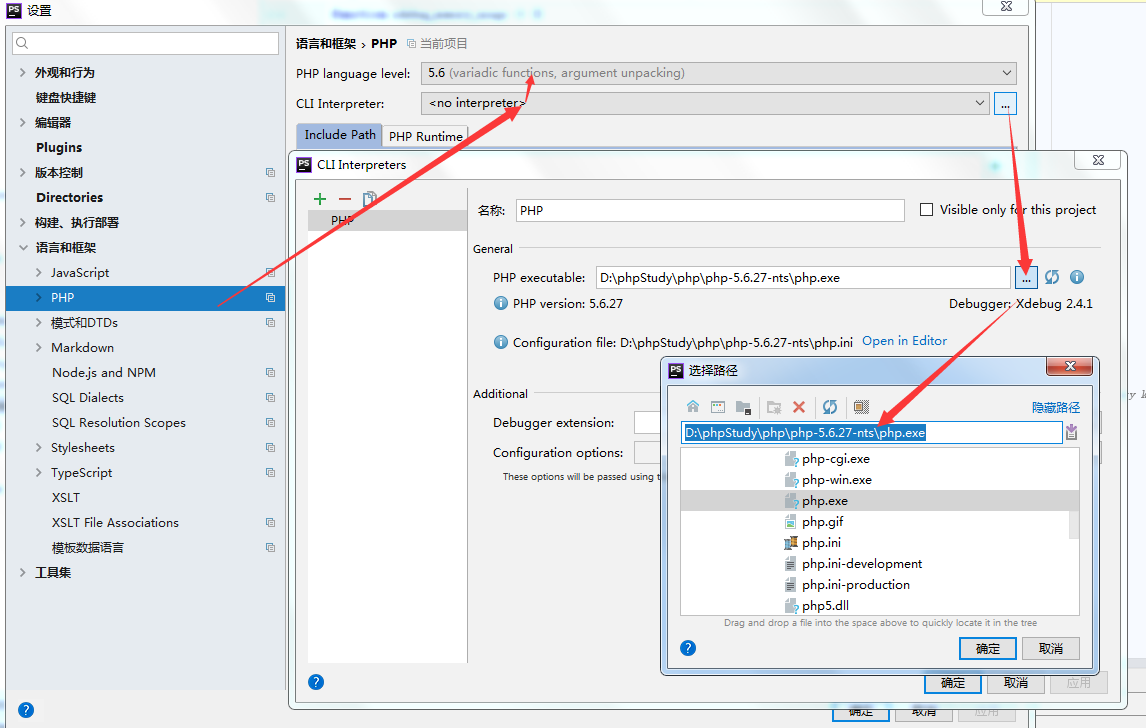 PS 设置
外观和行为
键盘快捷键
编辑器
Plugins
版本控制
Directories
构建、执行部署
语言和框架
JavaScript
PHP
模式和DTDs
Markdown
Node.js and NPM
SQL Dialects
SQL Resolution Scopes
Stylesheets
TypeScript
XSLT
XSLT File Associations
模板数据语言
工具集
?
语言和框架 › PHP 当前项目
PHP language level: 5.6 (variadic functions, argument unpacking)
CLI Interpreter: <no interpreter> ...
Include Path PHP Runtime
PS CLI Interpreters
PHP
名称: PHP Visible only for this project
General
PHP executable: D:\phpStudy\php\php-5.6.27-nts\php.exe ...
PHP version: 5.6.27 Debugger: Xdebug 2.4.1
Configuration file: D:\phpStudy\php\php-5.6.27-nts\php.ini Open in Editor
Additional
Debugger extension:
Configuration options:
These options will be passed using
PS 选择路径
隐藏路径
D:\phpStudy\php\php-5.6.27-nts\php.exe
php-cgi.exe
php-win.exe
php.exe
php.gif
php.ini
php.ini-development
php.ini-production
php5.dll
Drag and drop a file into the space above to quickly locate it in the tree
? 确定 取消
? 确定 取消 应用
确定 取消 应用